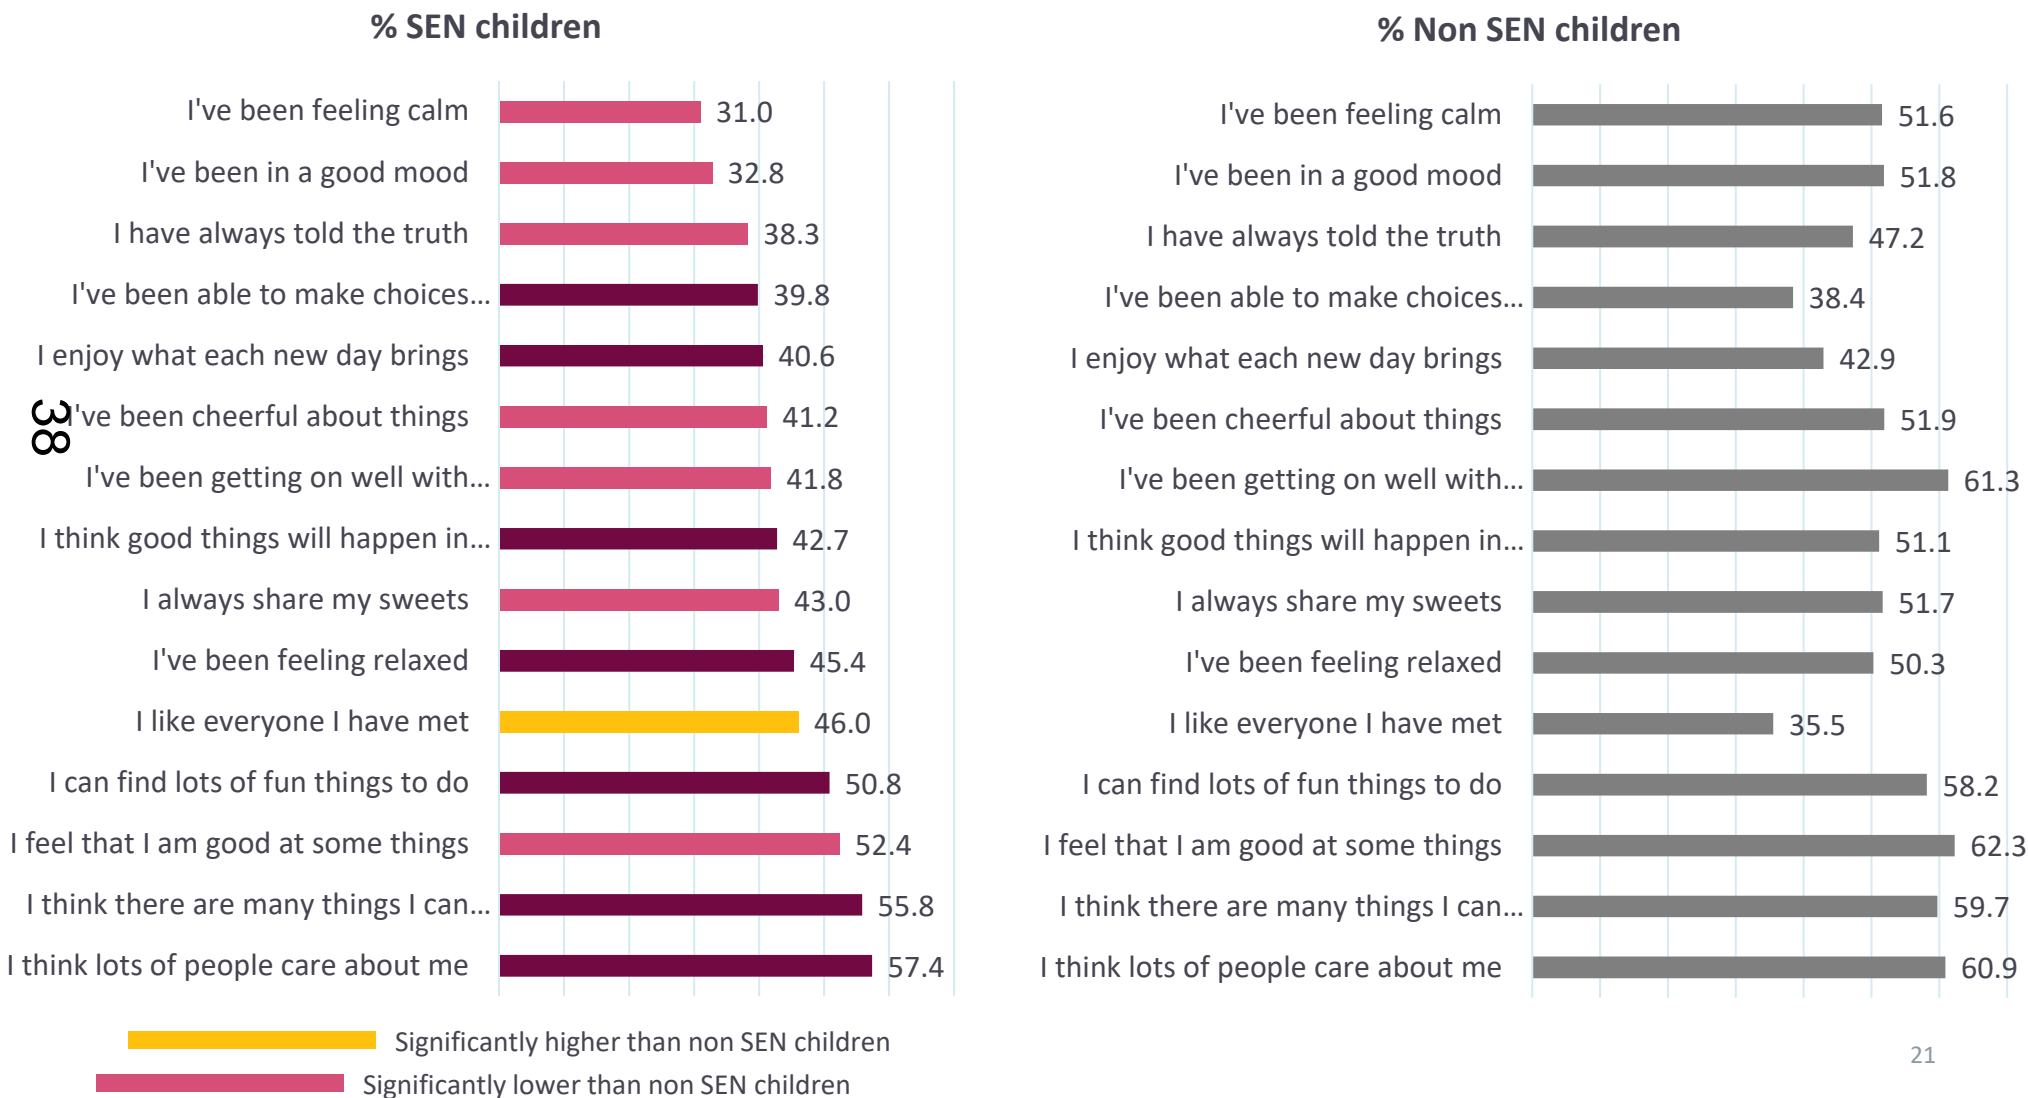 % SEN children
I've been feeling calm 31.0
I've been in a good mood 32.8
I have always told the truth 38.3
I've been able to make choices... 39.8
I enjoy what each new day brings 40.6
I've been cheerful about things 41.2
I've been getting on well with... 41.8
I think good things will happen in... 42.7
I always share my sweets 43.0
I've been feeling relaxed 45.4
I like everyone I have met 46.0
I can find lots of fun things to do 50.8
I feel that I am good at some things 52.4
I think there are many things I can... 55.8
I think lots of people care about me 57.4
38
Significantly higher than non SEN children
Significantly lower than non SEN children
% Non SEN children
I've been feeling calm 51.6
I've been in a good mood 51.8
I have always told the truth 47.2
I've been able to make choices... 38.4
I enjoy what each new day brings 42.9
I've been cheerful about things 51.9
I've been getting on well with... 61.3
I think good things will happen in... 51.1
I always share my sweets 51.7
I've been feeling relaxed 50.3
I like everyone I have met 35.5
I can find lots of fun things to do 58.2
I feel that I am good at some things 62.3
I think there are many things I can... 59.7
I think lots of people care about me 60.9
21